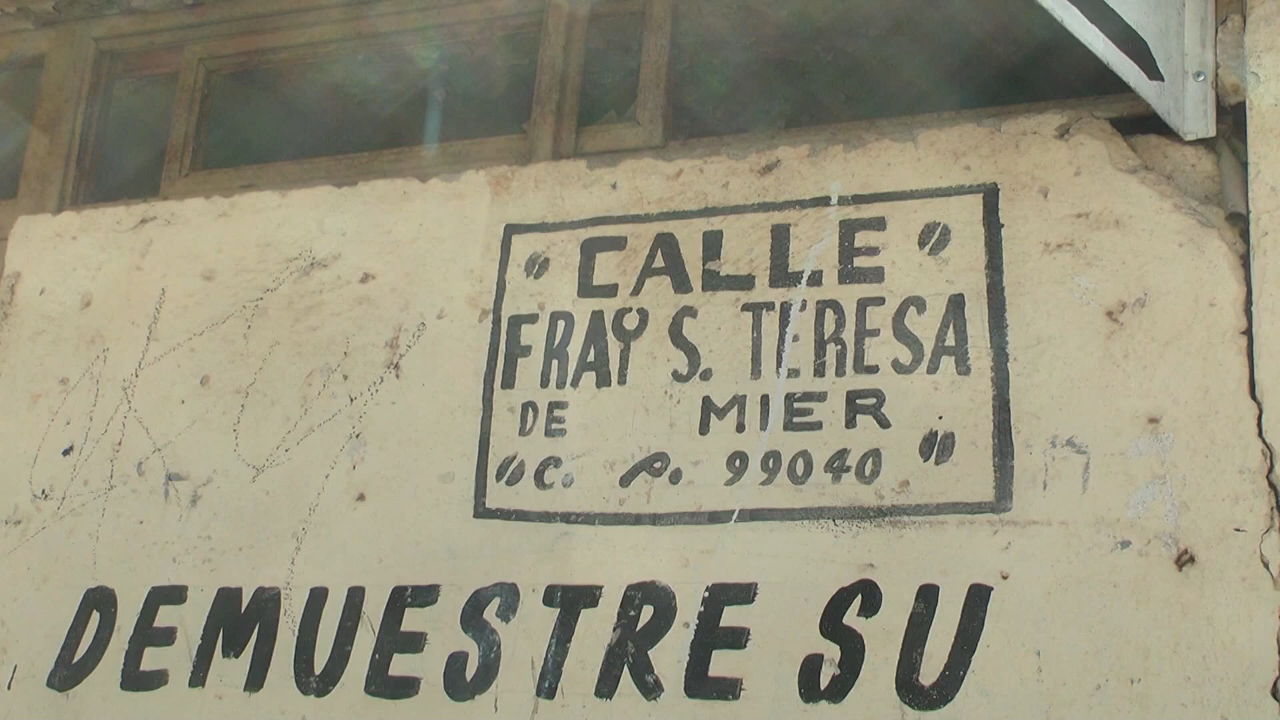 " CALLE "
FRAY S. TERESA
DE MIER
"C. P. 99040 "
DEMUESTRE SU